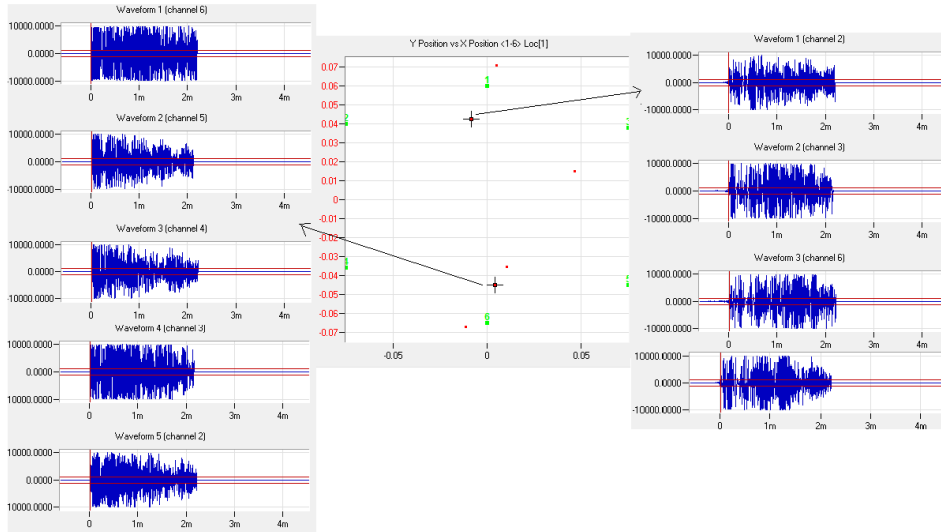 Waveform 1 (channel 6)
10000.0000
0.0000
-10000.0000
0 1m 2m 3m 4m
Waveform 2 (channel 5)
10000.0000
0.0000
-10000.0000
0 1m 2m 3m 4m
Waveform 3 (channel 4)
10000.0000
0.0000
-10000.0000
0 1m 2m 3m 4m
Waveform 4 (channel 3)
10000.0000
0.0000
10000.0000
0 1m 2m 3m 4m
Waveform 5 (channel 2)
10000.0000
0.0000
10000.0000
0 1m 2m 3m 4m
Y Position vs X Position <1-6> Loc[1]
0.07
0.06
0.05
0.04
0.03
0.02
0.01
0
-0.01
-0.02
-0.03
-0.04
-0.05
-0.06
-0.07
1
6
-0.05 0 0.05
Waveform 1 (channel 2)
10000.0000
0.0000
-10000.0000
0 1m 2m 3m 4m
Waveform 2 (channel 3)
10000.0000
0.0000
-10000.0000
0 1m 2m 3m 4m
Waveform 3 (channel 6)
10000.0000
0.0000
-10000.0000
0 1m 2m 3m 4m
10000.0000
0.0000
-10000.0000
0 1m 2m 3m 4m